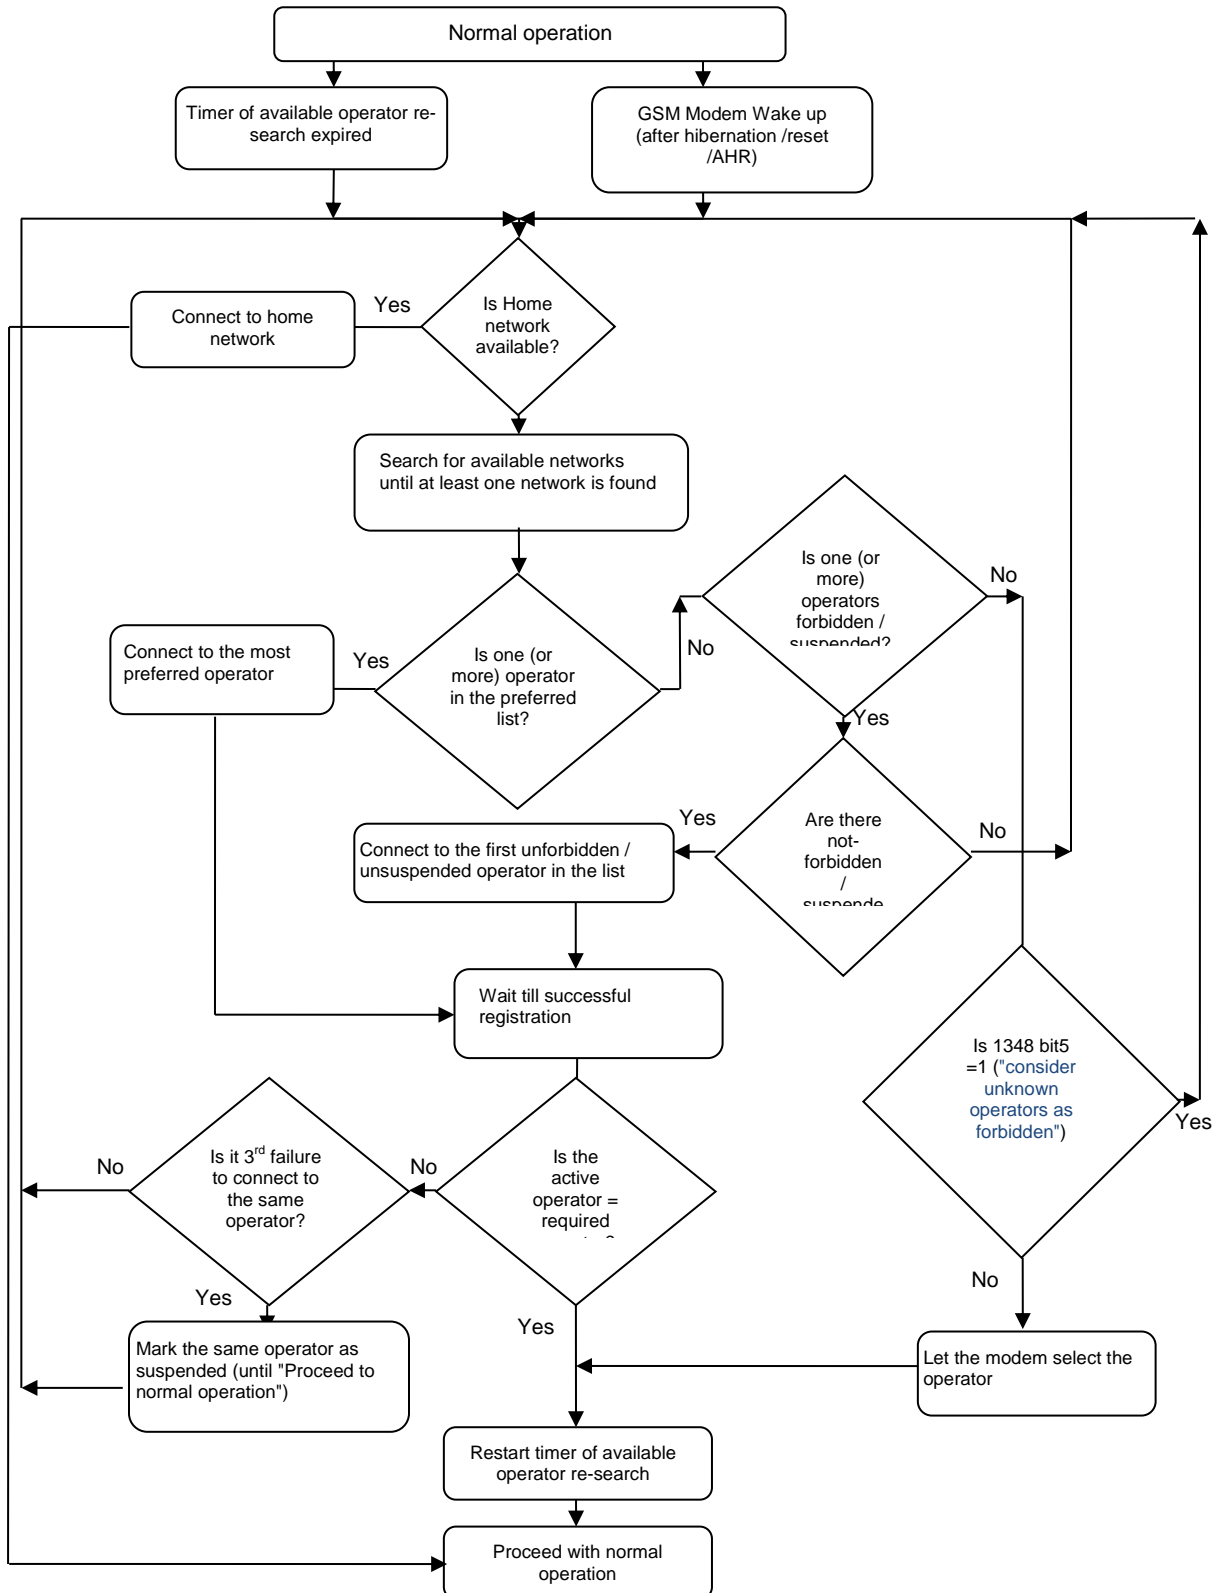 Normal operation
Timer of available operator re-
search expired
GSM Modem Wake up
(after hibernation /reset
/AHR)
Yes
Is Home
network
available?
Connect to home
network
Search for available networks
until at least one network is found
Is one (or
more)
operators
forbidden /
suspended?
No
No
Connect to the most
preferred operator
Yes
Is one (or
more) operator
in the preferred
list?
Yes
Yes
Are there
not-
forbidden
/
suspende
No
Connect to the first unforbidden /
unsuspended operator in the list
Wait till successful
registration
Is 1348 bit5
=1 ("consider
unknown
operators as
forbidden")
Yes
No
Is it 3rd failure
to connect to
the same
operator?
No
Is the
active
operator =
required
No
Yes
Yes
Mark the same operator as
suspended (until "Proceed to
normal operation")
Let the modem select the
operator
Restart timer of available
operator re-search
Proceed with normal
operation